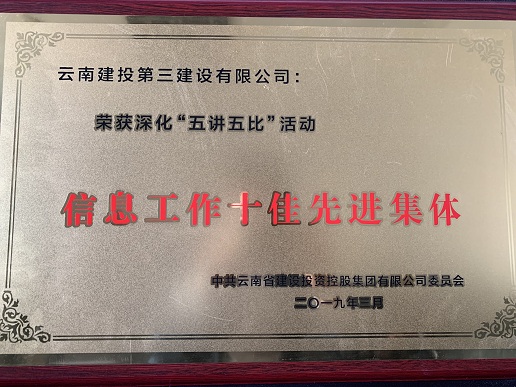 云南建投第三建设有限公司：
荣获深化“五讲五比”活动
信息工作十佳先进集体
中共云南省建设投资控股集团有限公司委员会
二〇一九年三月